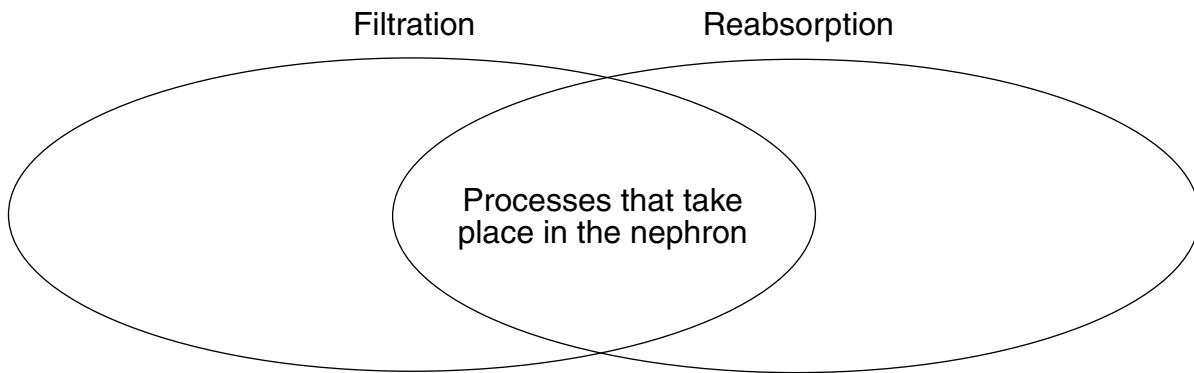 Filtration
Reabsorption
Processes that take
place in the nephron